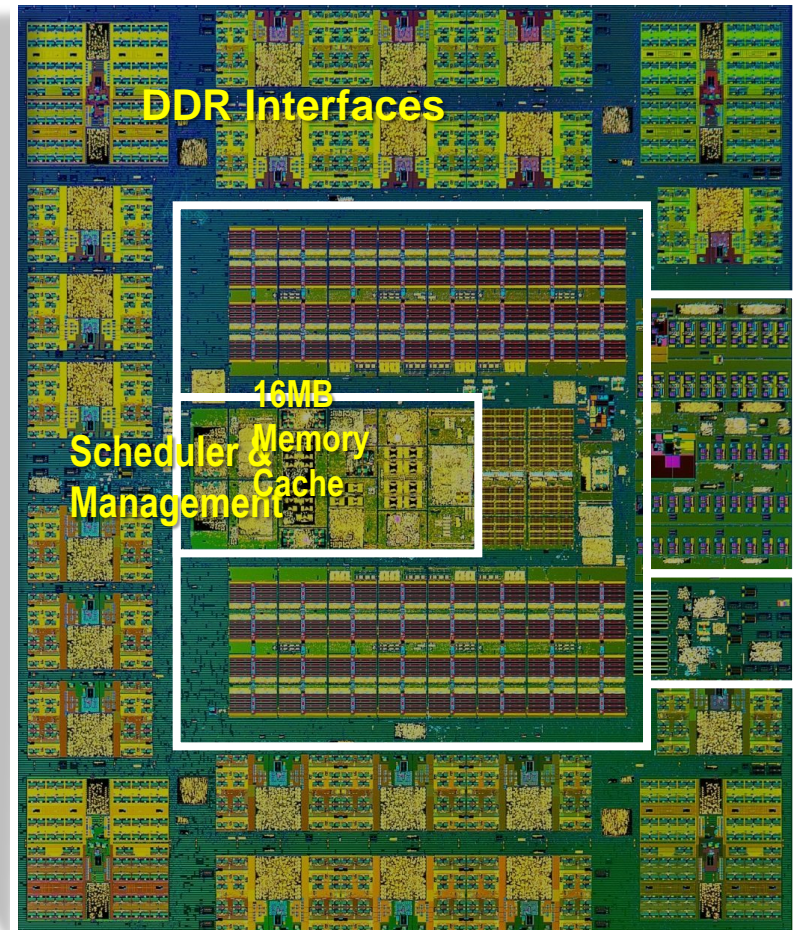 DDR Interfaces
16MB
Memory
Cache
Scheduler &
Management